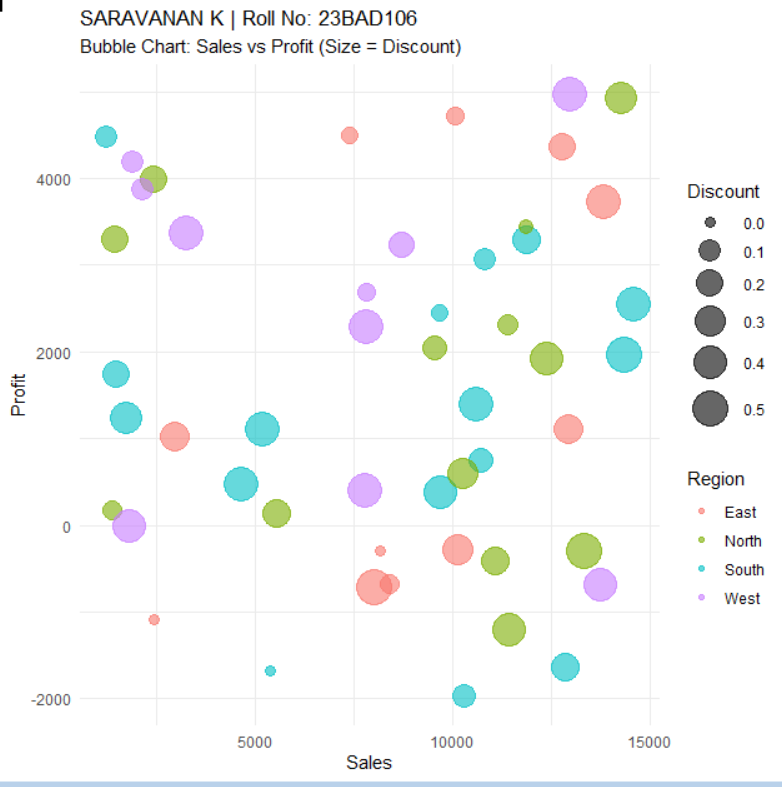 SARAVANAN K | Roll No: 23BAD106
Bubble Chart: Sales vs Profit (Size = Discount)
4000
2000
0
-2000
Profit
5000
10000
15000
Sales
Discount
0.0
0.1
0.2
0.3
0.4
0.5
Region
East
North
South
West